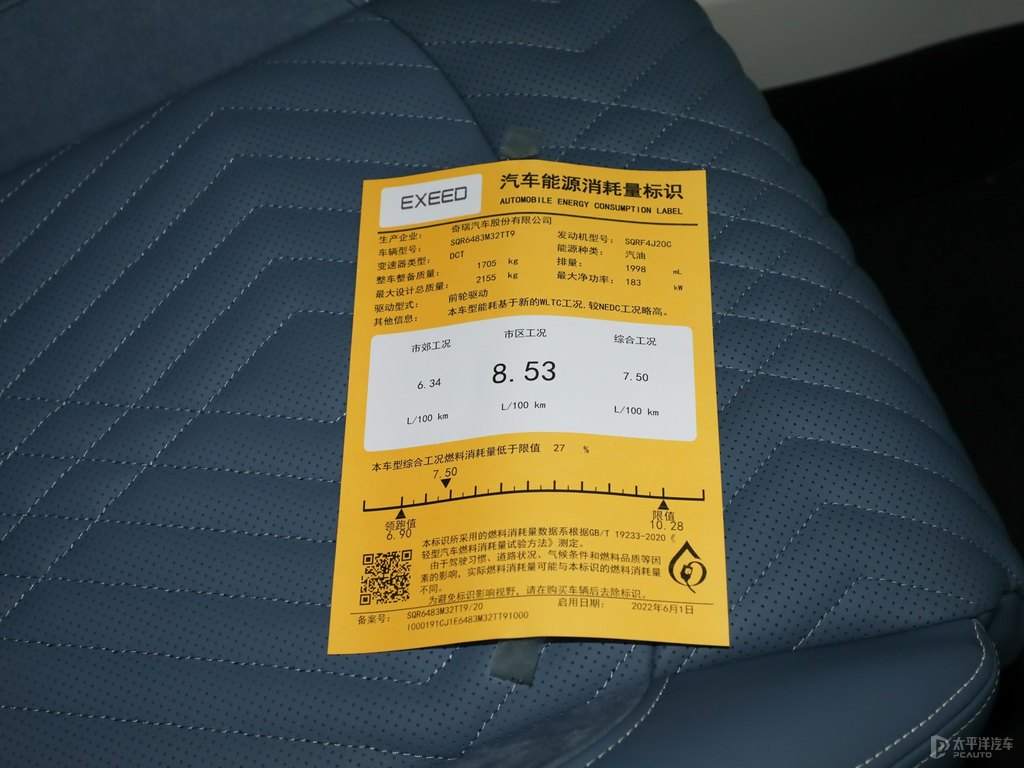 EXEED
汽车能源消耗量标识
AUTOMOBILE ENERGY CONSUMPTION LABEL
生产企业: 奇瑞汽车股份有限公司
车辆型号: SQR6483M32TT9 发动机型号: SQRF4J20C
变速器类型: DCT 能源种类: 汽油
整车整备质量: 1705 kg 排量: 1998 mL
最大设计总质量: 2155 kg 最大净功率: 183 kW
驱动型式: 前轮驱动
其他信息: 本车型能耗基于新的WLTC工况,较NEDC工况略高。
市郊工况 市区工况 综合工况
6.34 8.53 7.50
L/100 km L/100 km L/100 km
本车型综合工况燃料消耗量低于限值 27 %
7.50
领跑值 限值
6.90 10.28
本标识所采用的燃料消耗量数据系根据GB/T 19233-2020《
轻型汽车燃料消耗量试验方法》测定。
由于驾驶习惯、道路状况、气候条件和燃料品质等因
素的影响,实际燃料消耗量可能与本标识的燃料消耗量
不同。
为避免标识影响视野,请在购买车辆后去除标识。
备案号: SQR6483M32TT9/20 启用日期: 2022年6月1日
I000191CJ1E6483M32TT91000
太平洋汽车
PCAUTO